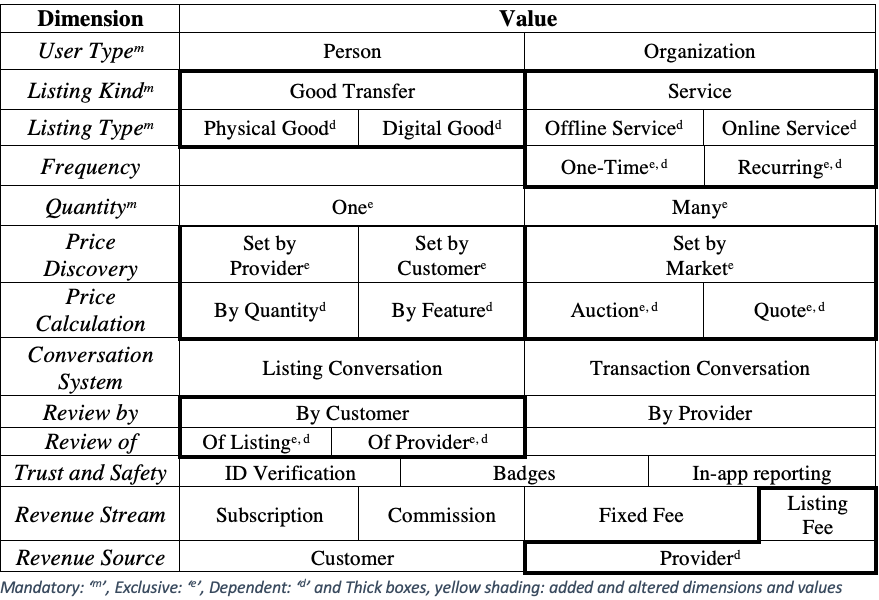 Dimension Value
User Typeᵐ Person Organization
Listing Kindᵐ Good Transfer Service
Listing Typeᵐ Physical Goodᵈ Digital Goodᵈ Offline Serviceᵈ Online Serviceᵈ
Frequency One-Timeᵉ, ᵈ Recurringᵉ, ᵈ
Quantityᵐ Oneᵉ Manyᵉ
Price Discovery Set by Providerᵉ Set by Customerᵉ Set by Marketᵉ
Price Calculation By Quantityᵈ By Featureᵈ Auctionᵉ, ᵈ Quoteᵉ, ᵈ
Conversation System Listing Conversation Transaction Conversation
Review by By Customer By Provider
Review of Of Listingᵉ, ᵈ Of Providerᵉ, ᵈ
Trust and Safety ID Verification Badges In-app reporting
Revenue Stream Subscription Commission Fixed Fee Listing Fee
Revenue Source Customer Providerᵈ
Mandatory: ‘ᵐ’, Exclusive: ‘ᵉ’, Dependent: ‘ᵈ’ and Thick boxes, yellow shading: added and altered dimensions and values